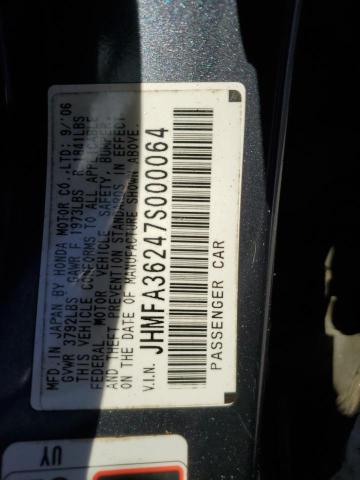 MFD. IN JAPAN BY HONDA MOTOR CO., LTD: 9/'06
GVWR 3792LBS GAWR F 1973LBS R 1841LBS
THIS VEHICLE CONFORMS TO ALL APPLICABLE
FEDERAL MOTOR VEHICLE SAFETY, BUMPER,
AND THEFT PREVENTION STANDARDS IN EFFECT
ON THE DATE OF MANUFACTURE SHOWN ABOVE.
V.I.N. JHMFA36247S000064
PASSENGER CAR
UY